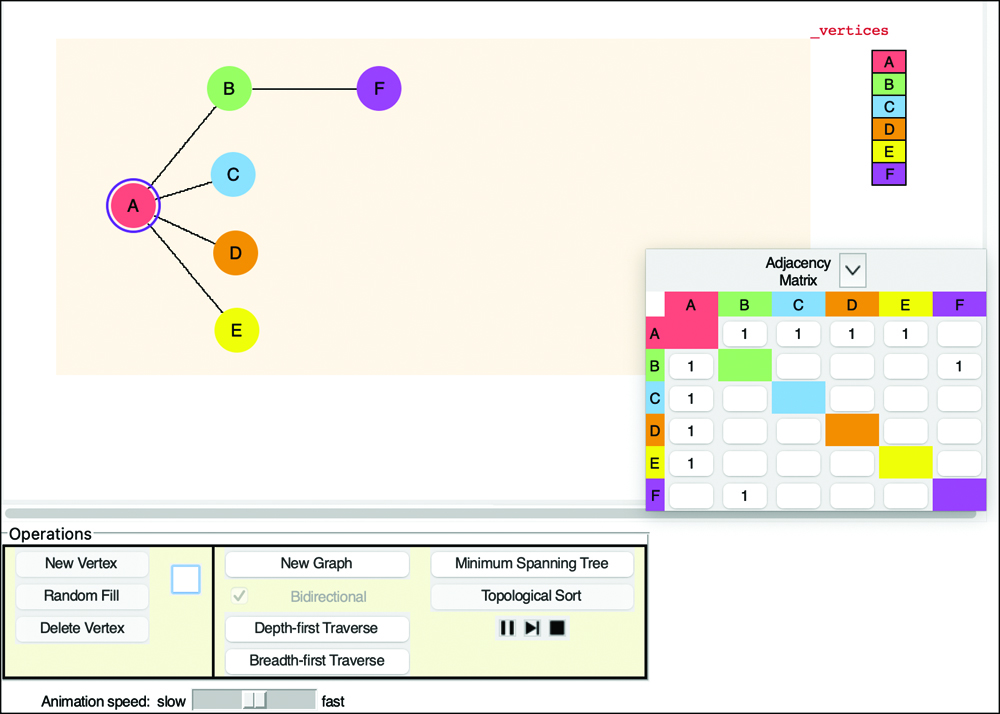 _vertices
A
B
C
D
E
F
B
F
C
A
D
E
Adjacency
Matrix
A B C D E F
A 1 1 1 1
B 1 1
C 1
D 1
E 1
F 1
Operations
New Vertex
Random Fill
Delete Vertex
New Graph
Bidirectional
Depth-first Traverse
Breadth-first Traverse
Minimum Spanning Tree
Topological Sort
Animation speed: slow fast